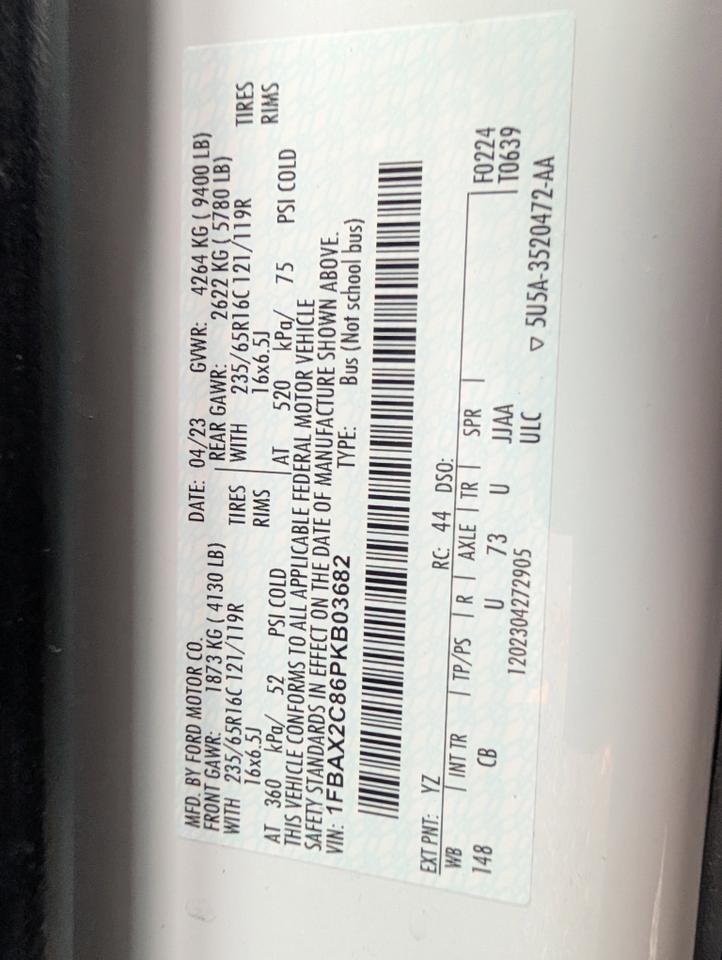 MFD. BY FORD MOTOR CO. DATE: 04/23 GVWR: 4264 KG ( 9400 LB)
FRONT GAWR: 1873 KG ( 4130 LB) REAR GAWR: 2622 KG ( 5780 LB)
WITH 235/65R16C 121/119R TIRES WITH 235/65R16C 121/119R TIRES
16x6.5J RIMS 16x6.5J RIMS
AT 360 kPa/ 52 PSI COLD AT 520 kPa/ 75 PSI COLD
THIS VEHICLE CONFORMS TO ALL APPLICABLE FEDERAL MOTOR VEHICLE
SAFETY STANDARDS IN EFFECT ON THE DATE OF MANUFACTURE SHOWN ABOVE.
VIN: 1FBAX2C86PKB03682 TYPE: Bus (Not school bus)
EXT PNT: YZ RC: 44 DSO:
WB INT TR TP/PS R AXLE TR SPR F0224
148 CB U 73 U JJAA T0639
1202304272905 ULC
▽ 5U5A-3520472-AA